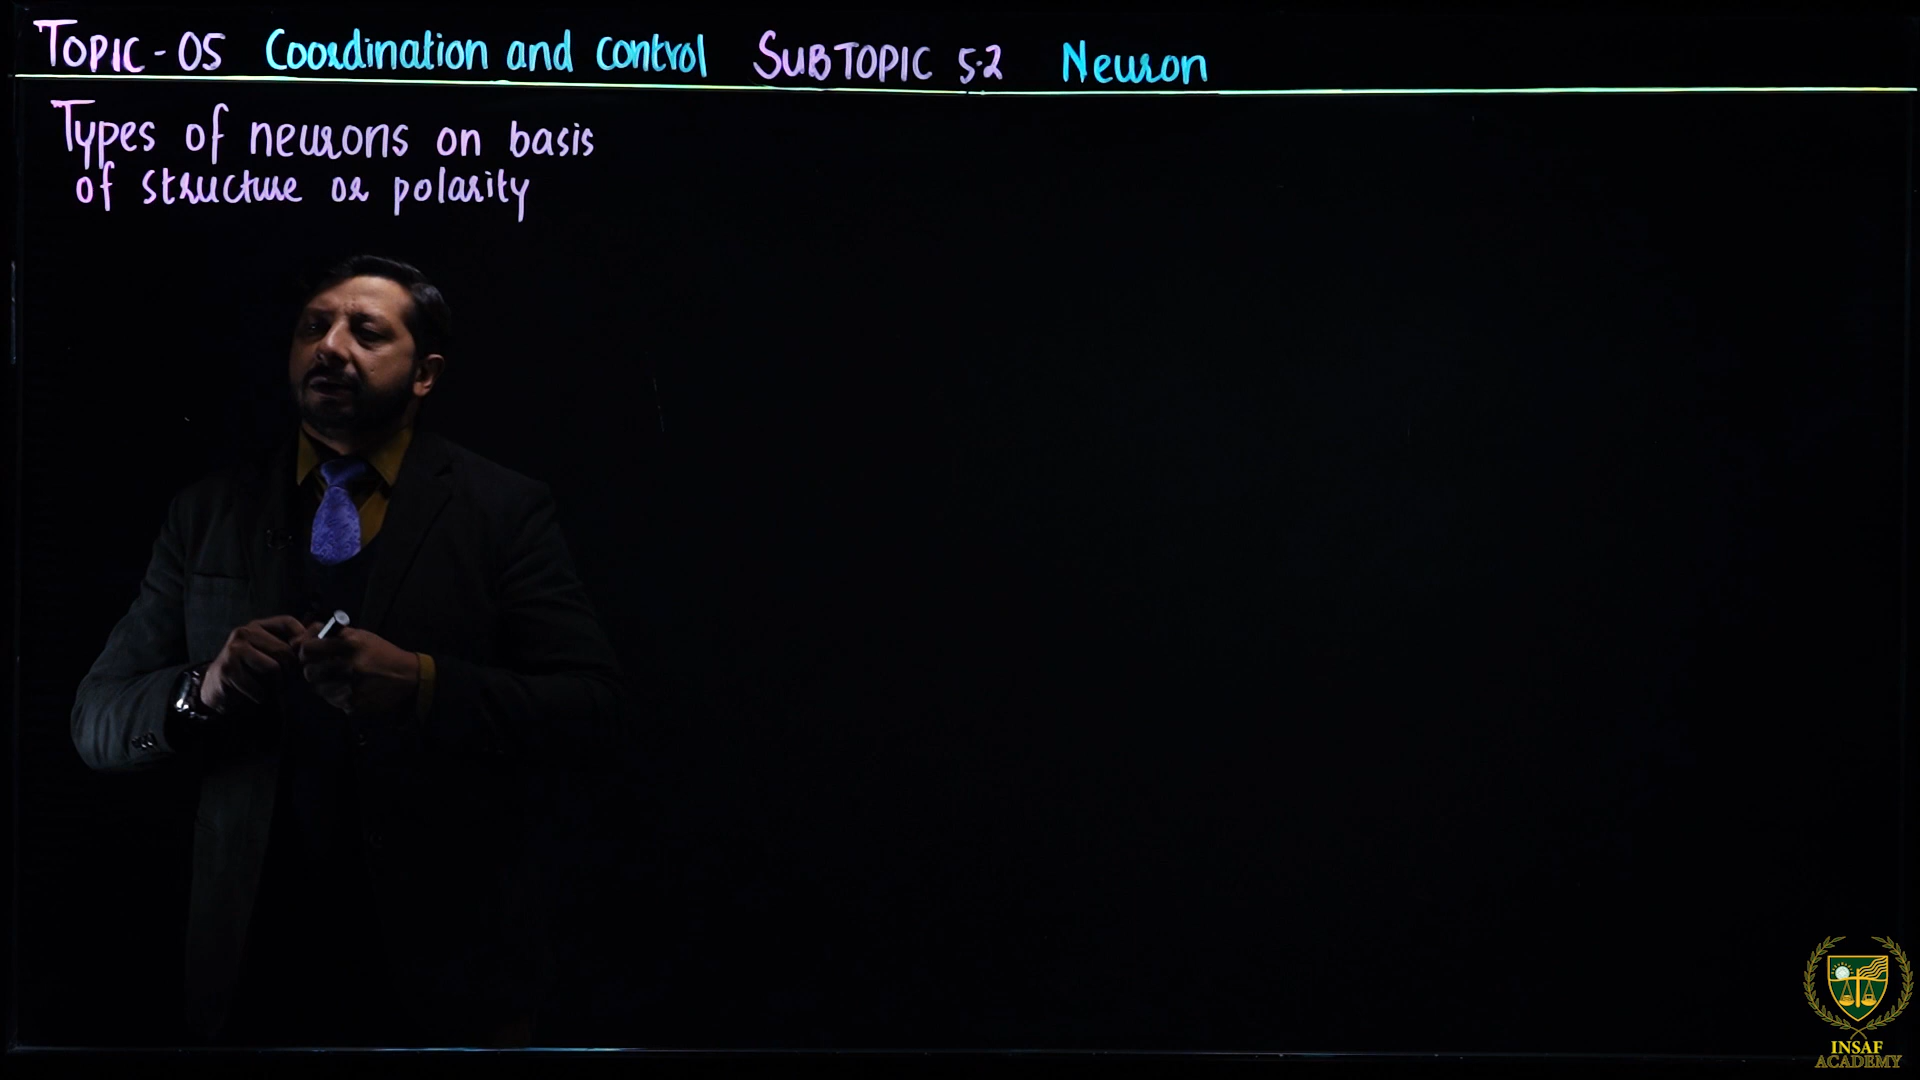 TOPIC - 05 Coordination and control SUBTOPIC 5.2 Neuron
Types of neurons on basis
of structure or polarity
INSAF
ACADEMY